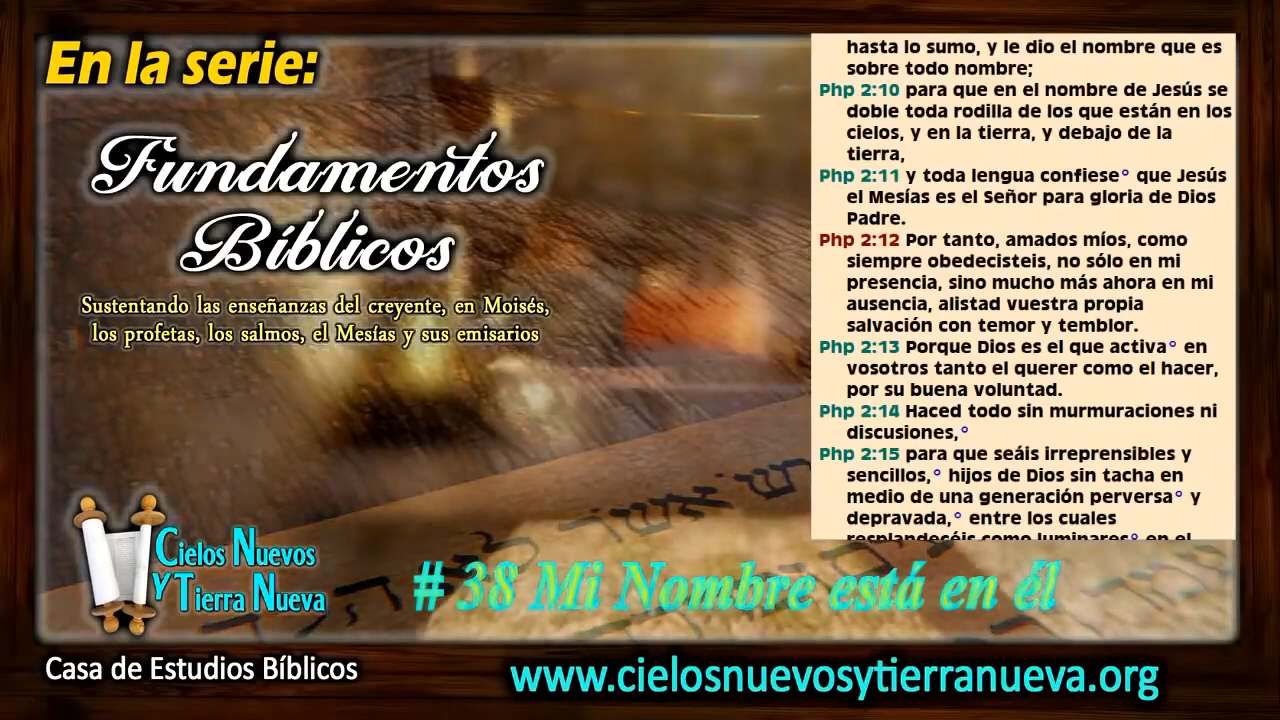 En la serie:
Fundamentos
Bíblicos
Sustentando las enseñanzas del creyente, en Moisés,
los profetas, los salmos, el Mesías y sus emisarios
hasta lo sumo, y le dio el nombre que es
sobre todo nombre;
Php 2:10 para que en el nombre de Jesús se
doble toda rodilla de los que están en los
cielos, y en la tierra, y debajo de la
tierra,
Php 2:11 y toda lengua confiese° que Jesús
el Mesías es el Señor para gloria de Dios
Padre.
Php 2:12 Por tanto, amados míos, como
siempre obedecisteis, no sólo en mi
presencia, sino mucho más ahora en mi
ausencia, alistad vuestra propia
salvación con temor y temblor.
Php 2:13 Porque Dios es el que activa° en
vosotros tanto el querer como el hacer,
por su buena voluntad.
Php 2:14 Haced todo sin murmuraciones ni
discusiones,°
Php 2:15 para que seáis irreprensibles y
sencillos,° hijos de Dios sin tacha en
medio de una generación perversa° y
depravada,° entre los cuales
resplandecéis como luminares° en el
Cielos Nuevos
Y Tierra Nueva
# 38 Mi Nombre está en él
Casa de Estudios Bíblicos
www.cielosnuevosytierranueva.org